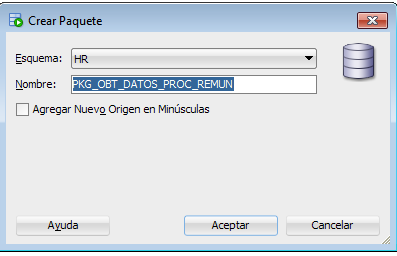 Crear Paquete
Esquema: HR
Nombre: PKG_OBT_DATOS_PROC_REMUN
Agregar Nuevo Origen en Minúsculas
Ayuda Aceptar Cancelar